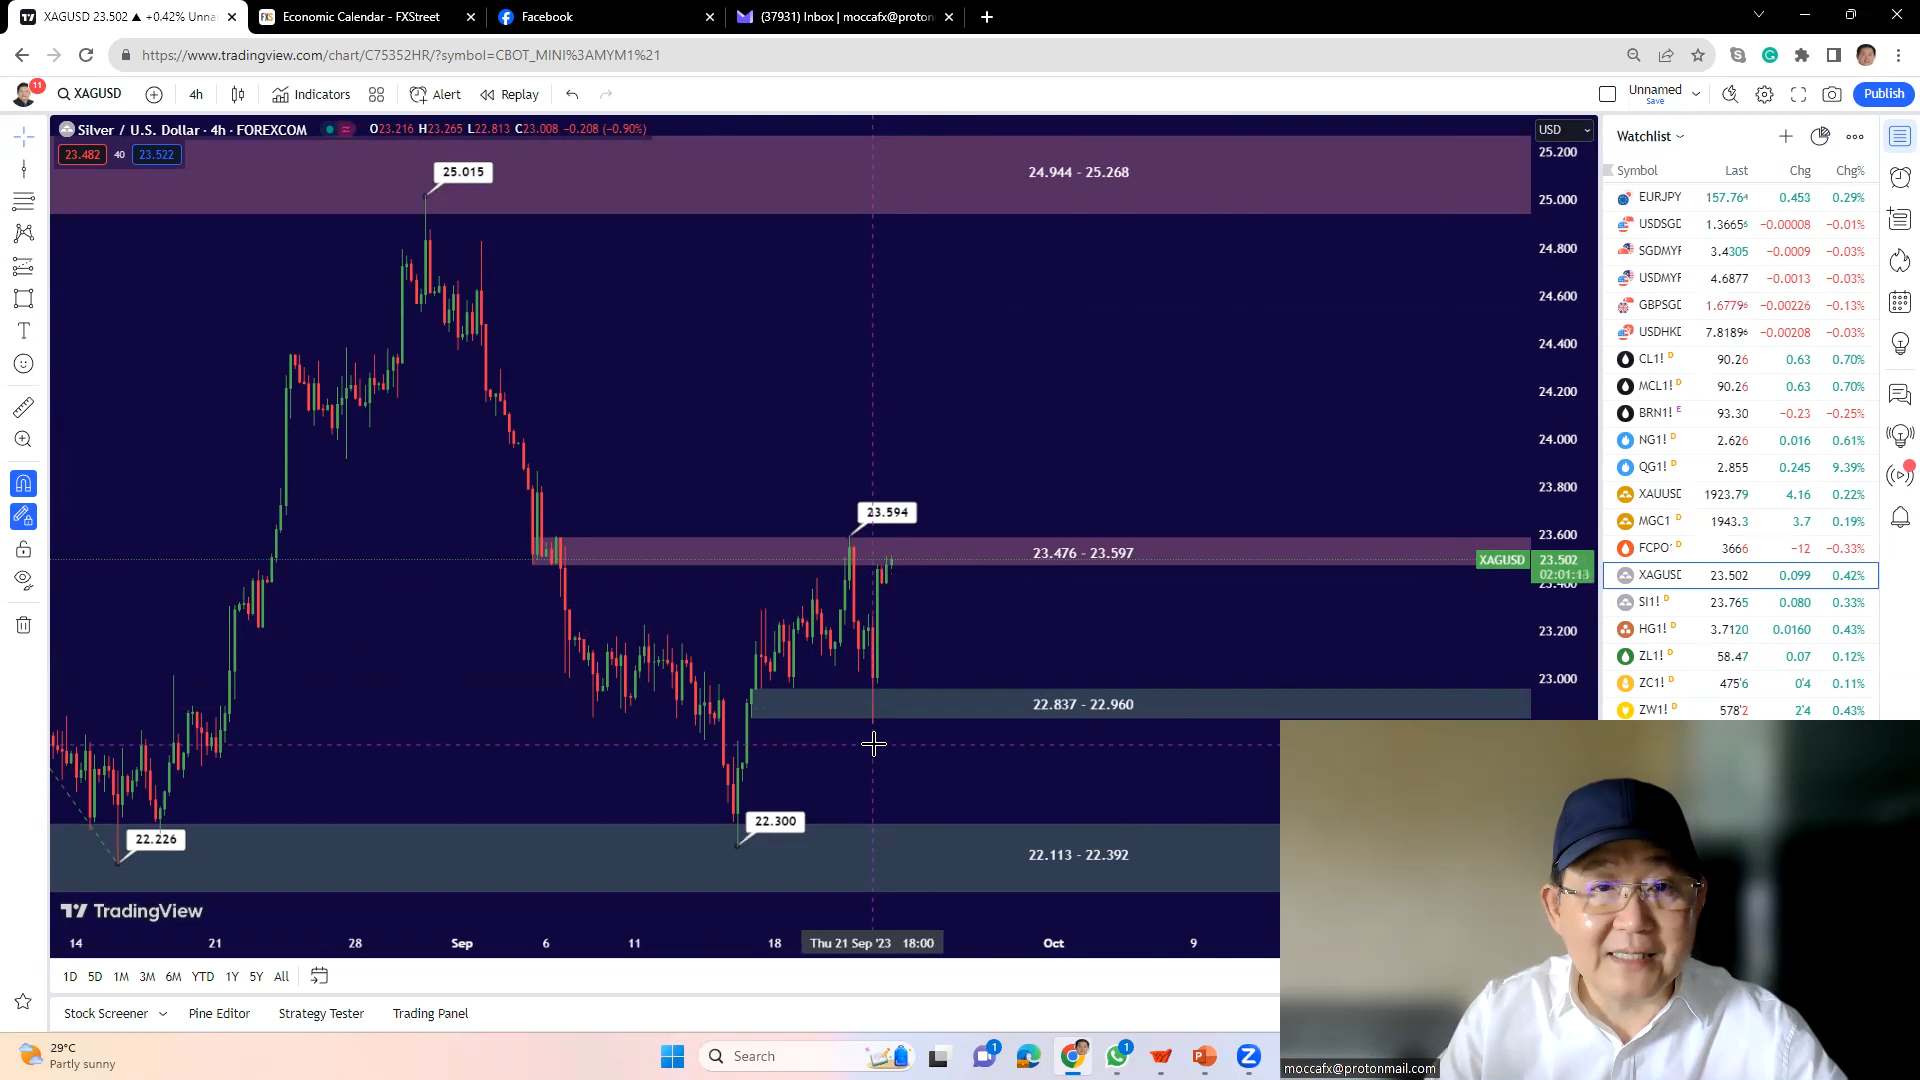 XAGUSD 23.502 ▲ +0.42% Unna
Economic Calendar - FXStreet
Facebook
(37931) Inbox | moccafx@proton
https://www.tradingview.com/chart/C75352HR/?symbol=CBOT_MINI%3AMYM1%21
11
XAGUSD
4h
Indicators
Alert
Replay
Unnamed
Save
Publish
Silver / U.S. Dollar · 4h · FOREXCOM
O23.216 H23.265 L22.813 C23.008 −0.208 (−0.90%)
23.482 40 23.522
USD
25.015
24.944 - 25.268
23.594
23.476 - 23.597
22.837 - 22.960
22.300
22.226
22.113 - 22.392
25.200
25.000
24.800
24.600
24.400
24.200
24.000
23.800
23.600
XAGUSD 23.502
02:01:13
23.400
23.200
23.000
TradingView
14 21 28 Sep 6 11 18 Thu 21 Sep '23 18:00 Oct 9
1D 5D 1M 3M 6M YTD 1Y 5Y All
Stock Screener Pine Editor Strategy Tester Trading Panel
Watchlist
Symbol Last Chg Chg%
EURJPY 157.764 0.453 0.29%
USDSGD 1.36656 −0.00008 −0.01%
SGDMYR 3.4305 −0.0009 −0.03%
USDMYR 4.6877 −0.0013 −0.03%
GBPSGD 1.67796 −0.00226 −0.13%
USDHKD 7.81896 −0.00208 −0.03%
CL1! D 90.26 0.63 0.70%
MCL1! D 90.26 0.63 0.70%
BRN1! E 93.30 −0.23 −0.25%
NG1! D 2.626 0.016 0.61%
QG1! D 2.855 0.245 9.39%
XAUUSD 1923.79 4.16 0.22%
MGC1 D 1943.3 3.7 0.19%
FCPO D 3666 −12 −0.33%
XAGUSD 23.502 0.099 0.42%
SI1! D 23.765 0.080 0.33%
HG1! D 3.7120 0.0160 0.43%
ZL1! D 58.47 0.07 0.12%
ZC1! D 475'6 0'4 0.11%
ZW1! D 578'2 2'4 0.43%
29°C
Partly sunny
Search
1
1
moccafx@protonmail.com